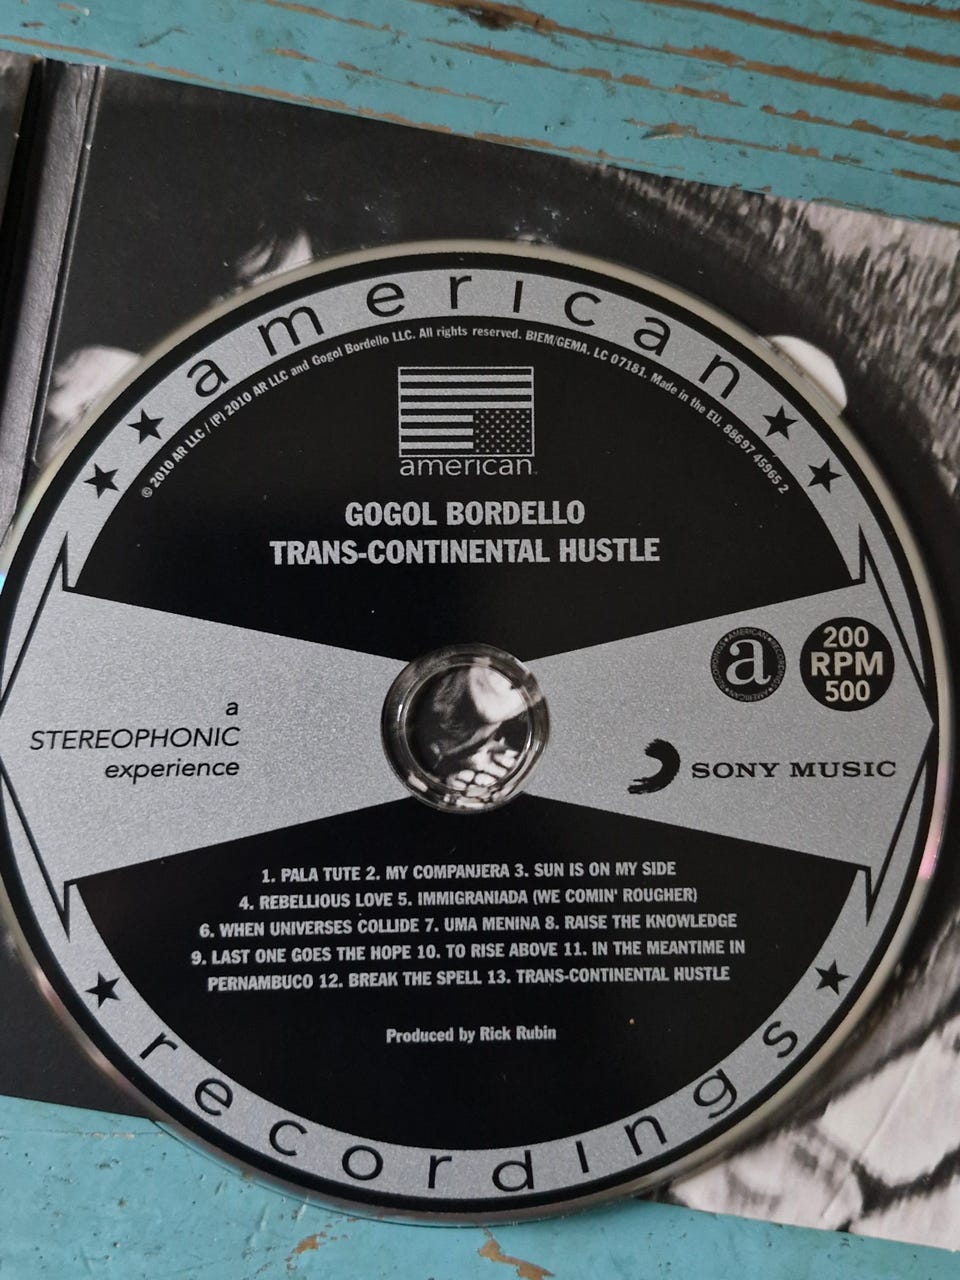 american
© 2010 AR LLC / (P) 2010 AR LLC and Gogol Bordello LLC. All rights reserved. BIEM/GEMA. LC 07181. Made in the EU. 88697 45965 2
american
GOGOL BORDELLO
TRANS-CONTINENTAL HUSTLE
a
STEREOPHONIC
experience
AMERICAN RECORDINGS AMERICAN RECORDINGS
a
200
RPM
500
SONY MUSIC
1. PALA TUTE 2. MY COMPANJERA 3. SUN IS ON MY SIDE
4. REBELLIOUS LOVE 5. IMMIGRANIADA (WE COMIN' ROUGHER)
6. WHEN UNIVERSES COLLIDE 7. UMA MENINA 8. RAISE THE KNOWLEDGE
9. LAST ONE GOES THE HOPE 10. TO RISE ABOVE 11. IN THE MEANTIME IN
PERNAMBUCO 12. BREAK THE SPELL 13. TRANS-CONTINENTAL HUSTLE
Produced by Rick Rubin
recordings